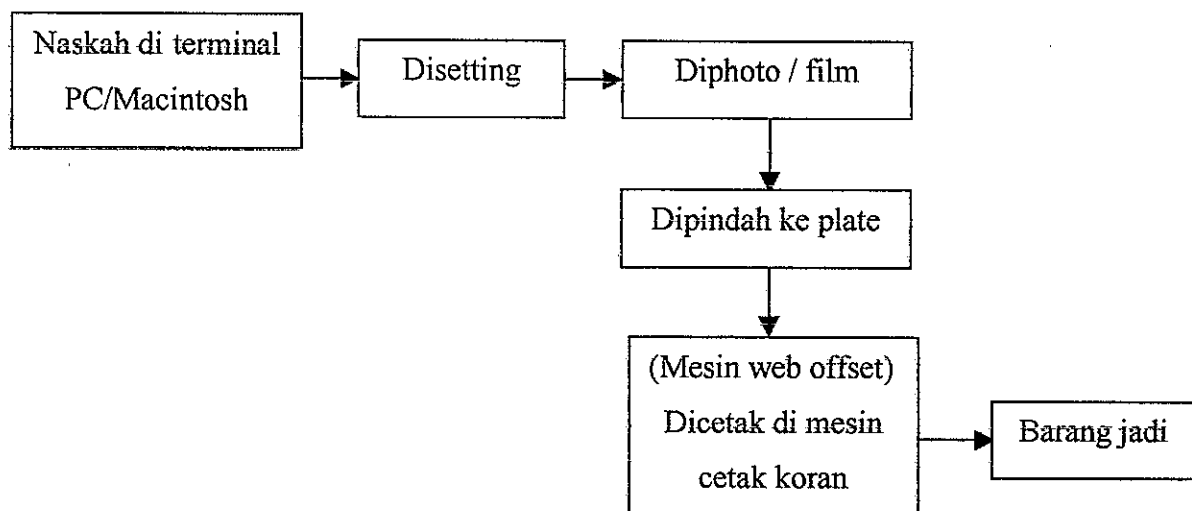 Naskah di terminal
PC/Macintosh
Disetting
Diphoto / film
Dipindah ke plate
(Mesin web offset)
Dicetak di mesin
cetak koran
Barang jadi